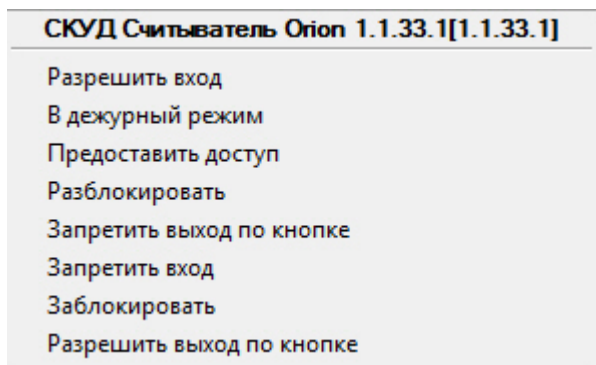 СКУД Считыватель Orion 1.1.33.1[1.1.33.1]
Разрешить вход
В дежурный режим
Предоставить доступ
Разблокировать
Запретить выход по кнопке
Запретить вход
Заблокировать
Разрешить выход по кнопке